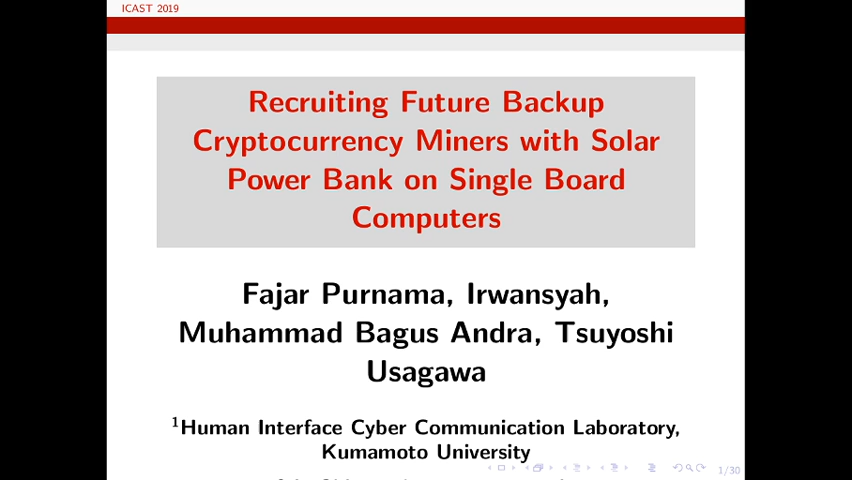 ICAST 2019
Recruiting Future Backup
Cryptocurrency Miners with Solar
Power Bank on Single Board
Computers
Fajar Purnama, Irwansyah,
Muhammad Bagus Andra, Tsuyoshi
Usagawa
¹Human Interface Cyber Communication Laboratory,
Kumamoto University
1/30